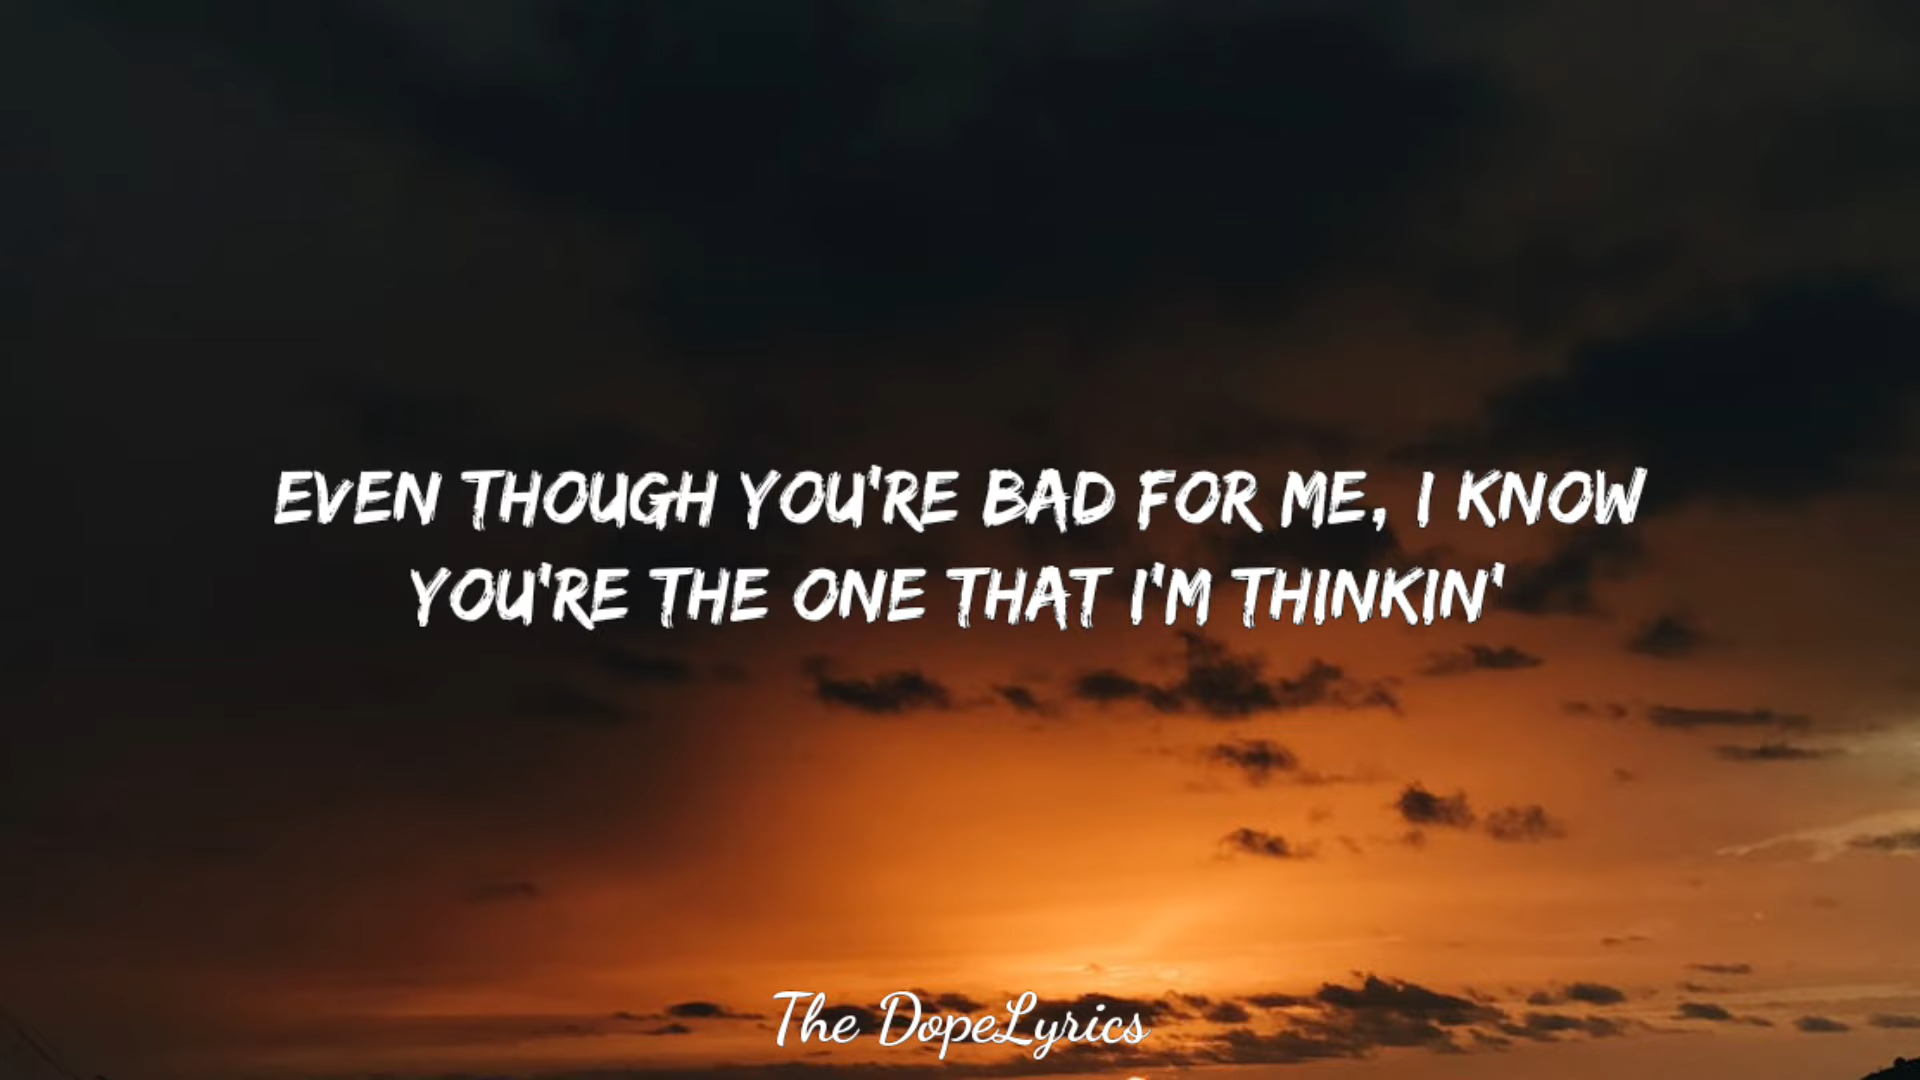 EVEN THOUGH YOU'RE BAD FOR ME, I KNOW
YOU'RE THE ONE THAT I'M THINKIN'
The DopeLyrics